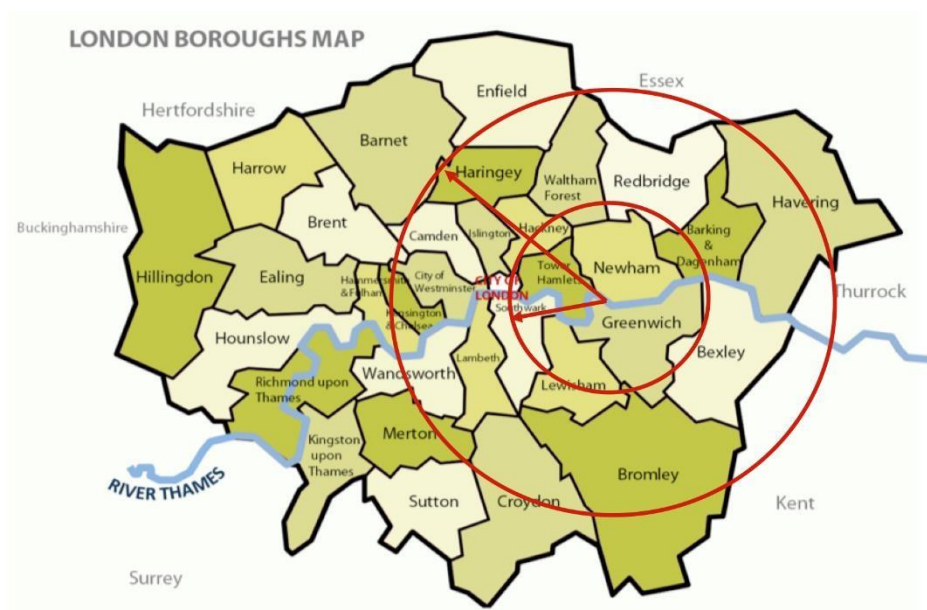 LONDON BOROUGHS MAP
Essex
Enfield
Hertfordshire
Barnet
Harrow
Haringey
Waltham
Forest
Redbridge
Havering
Buckinghamshire
Brent
Camden
Islington
Hackney
Barking
&
Dagenham
Hillingdon
Ealing
Hammersmith
& Fulham
City of
Westminster
CITY OF
LONDON
Tower
Hamlets
Newham
Thurrock
Kensington
& Chelsea
Southwark
Greenwich
Hounslow
Bexley
Richmond upon
Thames
Wandsworth
Lambeth
Lewisham
Kingston
upon
Thames
Merton
Bromley
RIVER THAMES
Sutton
Croydon
Kent
Surrey